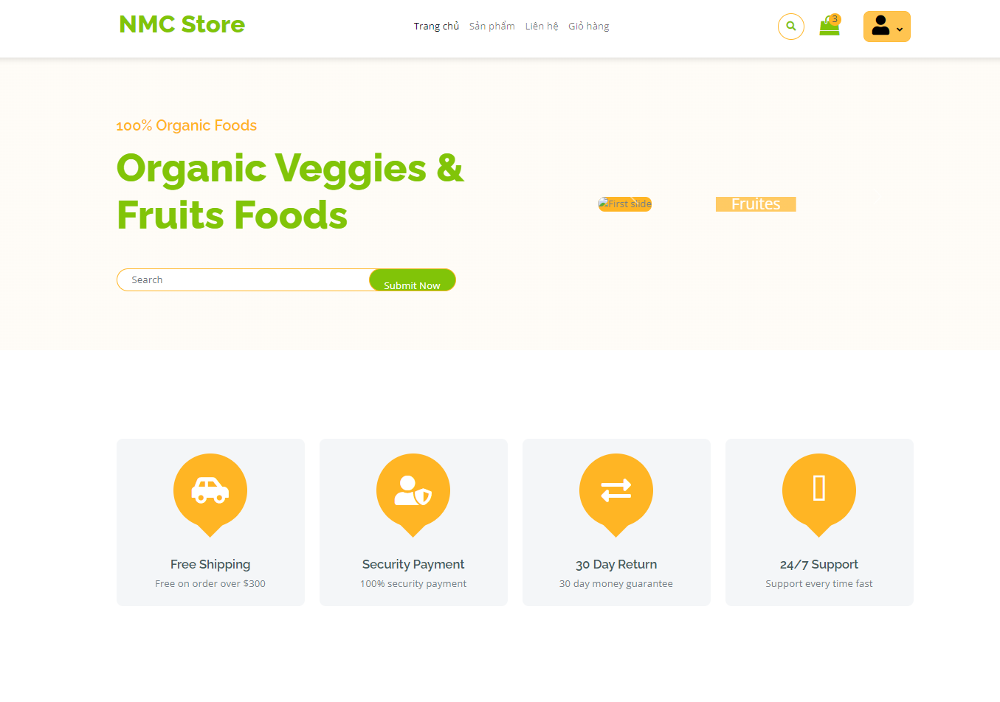 NMC Store
Trang chủ Sản phẩm Liên hệ Giỏ hàng
3
100% Organic Foods
Organic Veggies &
Fruits Foods
First slide
Fruites
Search
Submit Now
Free Shipping
Free on order over $300
Security Payment
100% security payment
30 Day Return
30 day money guarantee
24/7 Support
Support every time fast